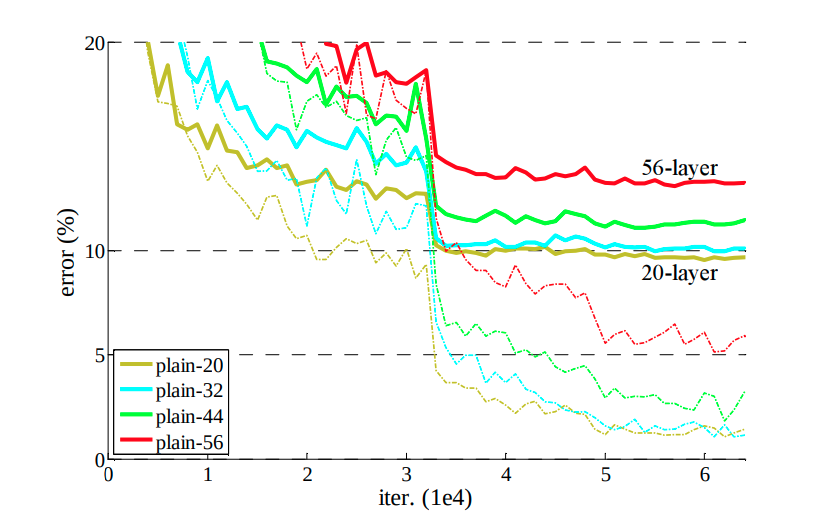 20
10
5
0
error (%)
56-layer
20-layer
plain-20
plain-32
plain-44
plain-56
0 1 2 3 4 5 6
iter. (1e4)